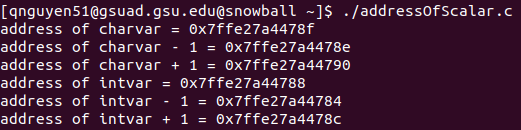 [qnguyen51@gsuad.gsu.edu@snowball ~]$ ./addressOfScalar.c
address of charvar = 0x7ffe27a4478f
address of charvar - 1 = 0x7ffe27a4478e
address of charvar + 1 = 0x7ffe27a44790
address of intvar = 0x7ffe27a44788
address of intvar - 1 = 0x7ffe27a44784
address of intvar + 1 = 0x7ffe27a4478c